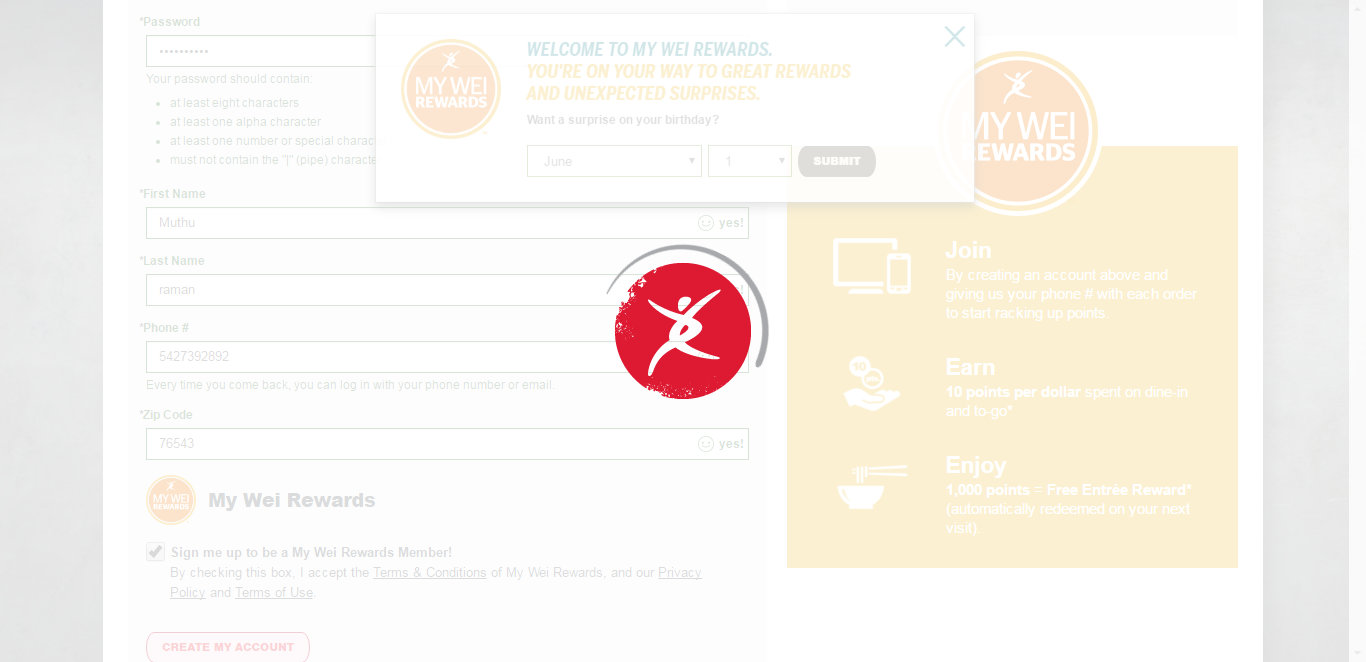 *Password
••••••••••
Your password should contain:
• at least eight characters
• at least one alpha character
• at least one number or special charac
• must not contain the "|" (pipe) characte
MY WEI
REWARDS
WELCOME TO MY WEI REWARDS.
YOU'RE ON YOUR WAY TO GREAT REWARDS
AND UNEXPECTED SURPRISES.
Want a surprise on your birthday?
June
1
SUBMIT
*First Name
Muthu
yes!
*Last Name
raman
*Phone #
5427392892
Every time you come back, you can log in with your phone number or email.
*Zip Code
76543
yes!
MY WEI
REWARDS
My Wei Rewards
Sign me up to be a My Wei Rewards Member!
By checking this box, I accept the Terms & Conditions of My Wei Rewards, and our Privacy
Policy and Terms of Use.
CREATE MY ACCOUNT
MY WEI
REWARDS
Join
By creating an account above and
giving us your phone # with each order
to start racking up points.
10
pts
Earn
10 points per dollar spent on dine-in
and to-go*
Enjoy
1,000 points = Free Entrée Reward*
(automatically redeemed on your next
visit).